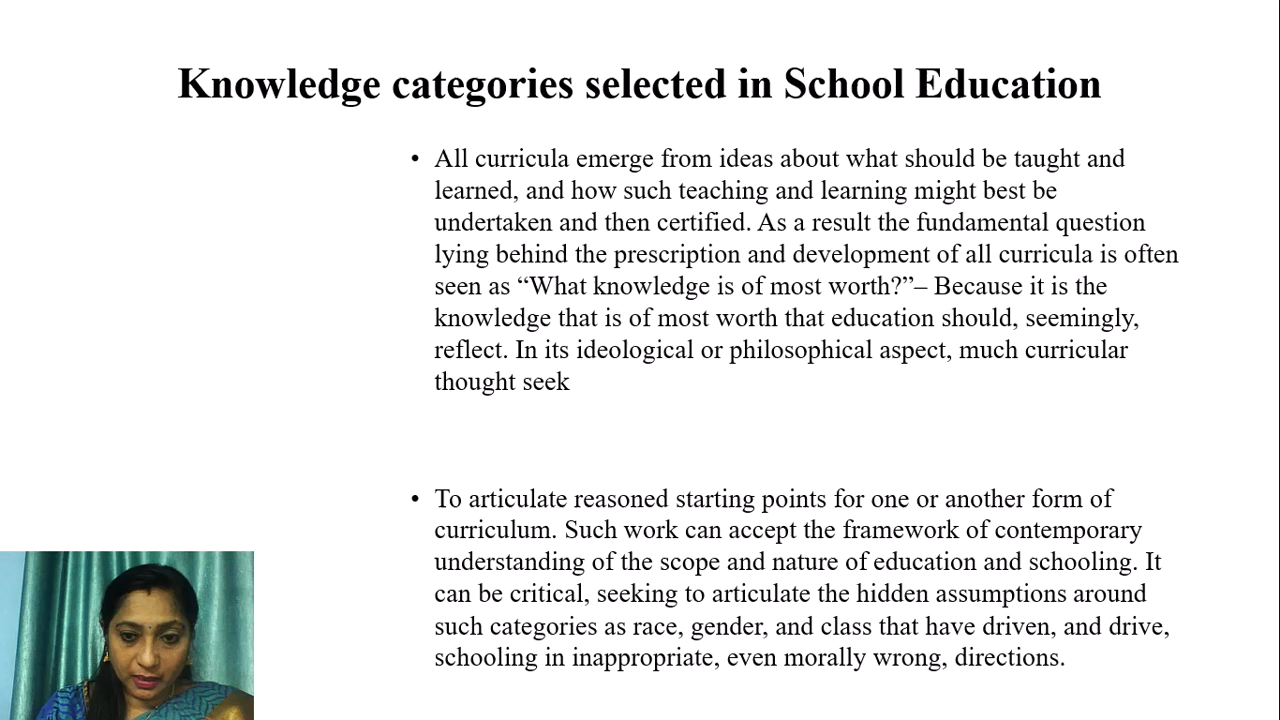 Knowledge categories selected in School Education
• All curricula emerge from ideas about what should be taught and
learned, and how such teaching and learning might best be
undertaken and then certified. As a result the fundamental question
lying behind the prescription and development of all curricula is often
seen as “What knowledge is of most worth?”– Because it is the
knowledge that is of most worth that education should, seemingly,
reflect. In its ideological or philosophical aspect, much curricular
thought seek
• To articulate reasoned starting points for one or another form of
curriculum. Such work can accept the framework of contemporary
understanding of the scope and nature of education and schooling. It
can be critical, seeking to articulate the hidden assumptions around
such categories as race, gender, and class that have driven, and drive,
schooling in inappropriate, even morally wrong, directions.